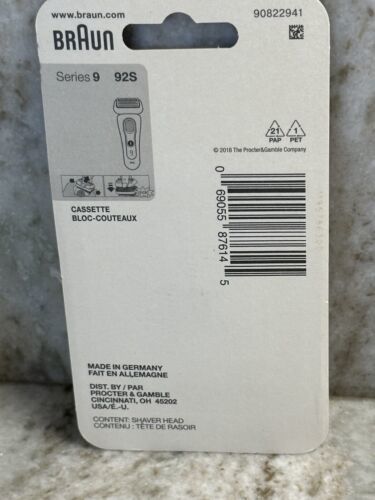 www.braun.com
90822941
BRAUN
Series 9 92S
21
PAP
1
PET
© 2018 The Procter&Gamble Company
CASSETTE
BLOC-COUTEAUX
0 69055 87614 5
MADE IN GERMANY
FAIT EN ALLEMAGNE
DIST. BY / PAR
PROCTER & GAMBLE
CINCINNATI, OH 45202
USA/É.-U.
CONTENT: SHAVER HEAD
CONTENU : TÊTE DE RASOIR